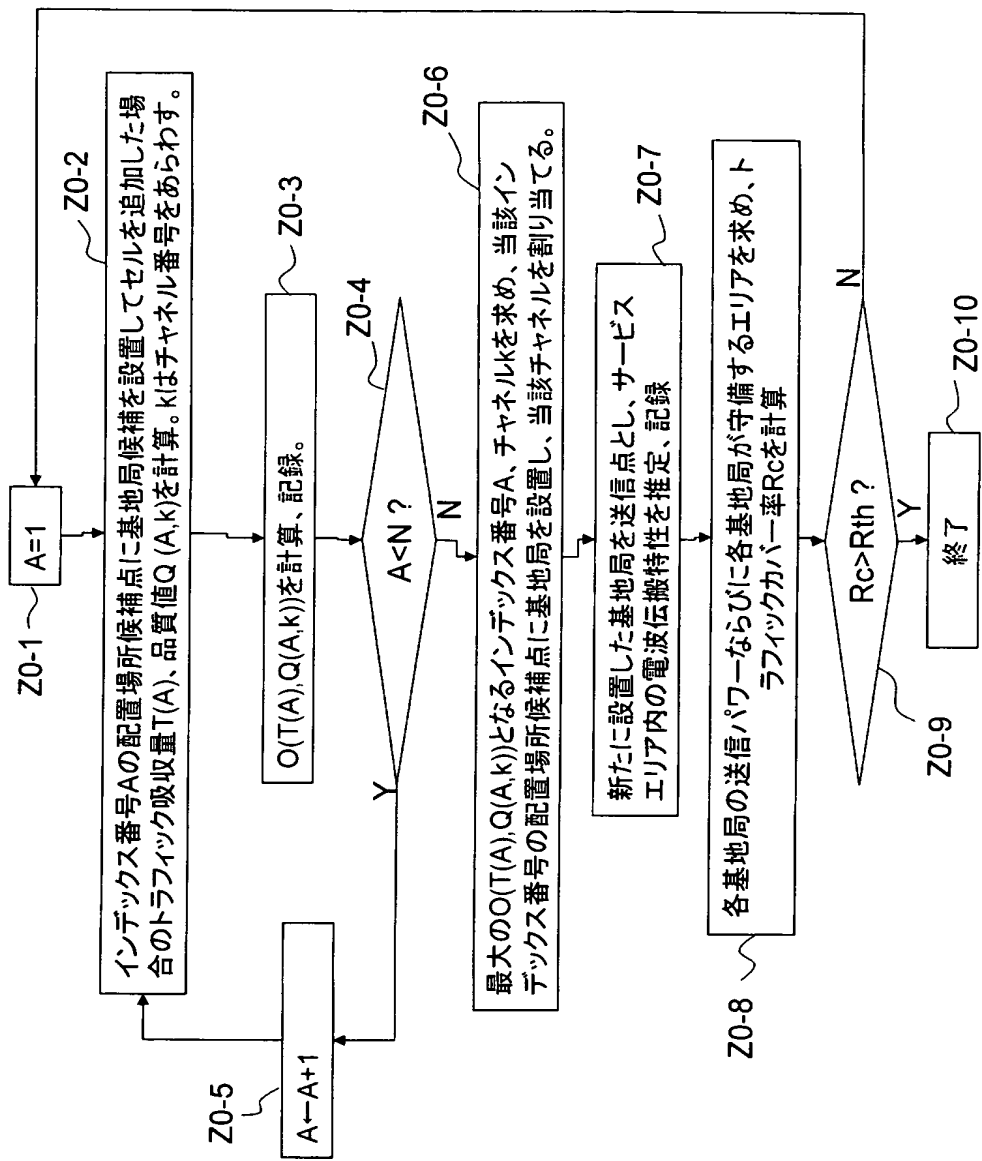 Z0-1
A=1
Z0-2
インデックス番号Aの配置場所候補点に基地局候補を設置してセルを追加した場
合のトラフィック吸収量T(A)、品質値Q (A,k)を計算。kはチャネル番号をあらわす。
Z0-3
O(T(A),Q(A,k))を計算、記録。
Z0-4
A<N ?
Y
N
Z0-5
A←A+1
Z0-6
最大のO(T(A),Q(A,k))となるインデックス番号A、チャネルkを求め、当該イン
デックス番号の配置場所候補点に基地局を設置し、当該チャネルを割り当てる。
Z0-7
新たに設置した基地局を送信点とし、サービス
エリア内の電波伝搬特性を推定、記録
Z0-8
各基地局の送信パワーならびに各基地局が守備するエリアを求め、ト
ラフィックカバー率Rcを計算
Z0-9
Rc>Rth ?
N
Y
Z0-10
終了